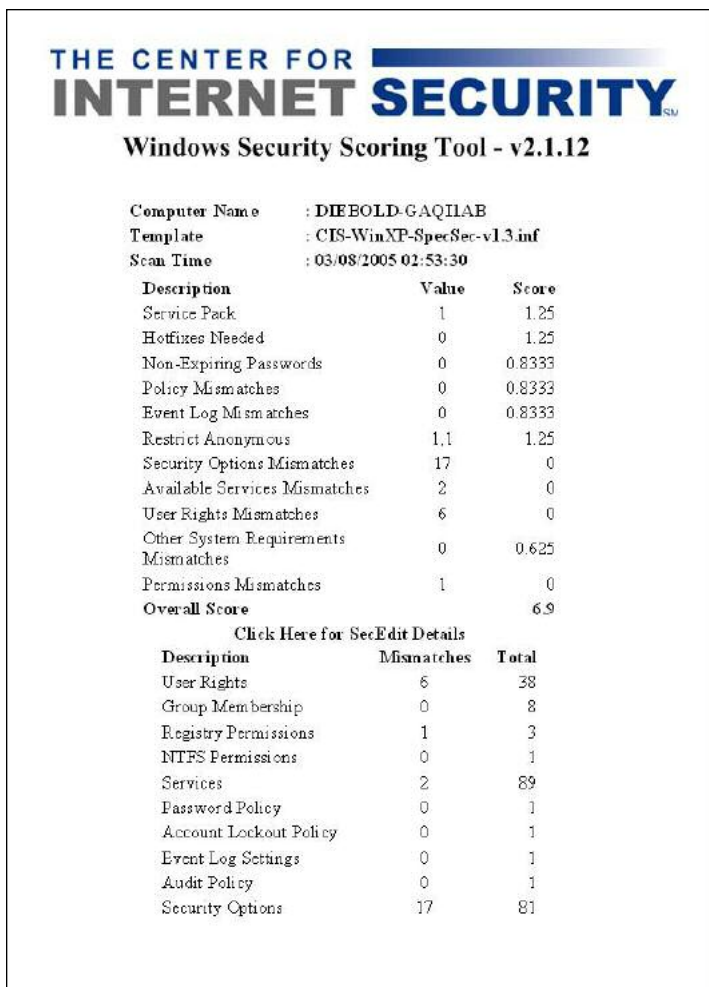 THE CENTER FOR
INTERNET SECURITY
SM
Windows Security Scoring Tool - v2.1.12
Computer Name : DIEBOLD-GAQI1AB
Template : CIS-WinXP-SpecSec-v1.3.inf
Scan Time : 03/08/2005 02:53:30
Description Value Score
Service Pack 1 1.25
Hotfixes Needed 0 1.25
Non-Expiring Passwords 0 0.8333
Policy Mismatches 0 0.8333
Event Log Mismatches 0 0.8333
Restrict Anonymous 1,1 1.25
Security Options Mismatches 17 0
Available Services Mismatches 2 0
User Rights Mismatches 6 0
Other System Requirements
Mismatches 0 0.625
Permissions Mismatches 1 0
Overall Score 6.9
Click Here for SecEdit Details
Description Mismatches Total
User Rights 6 38
Group Membership 0 8
Registry Permissions 1 3
NTFS Permissions 0 1
Services 2 89
Password Policy 0 1
Account Lockout Policy 0 1
Event Log Settings 0 1
Audit Policy 0 1
Security Options 17 81